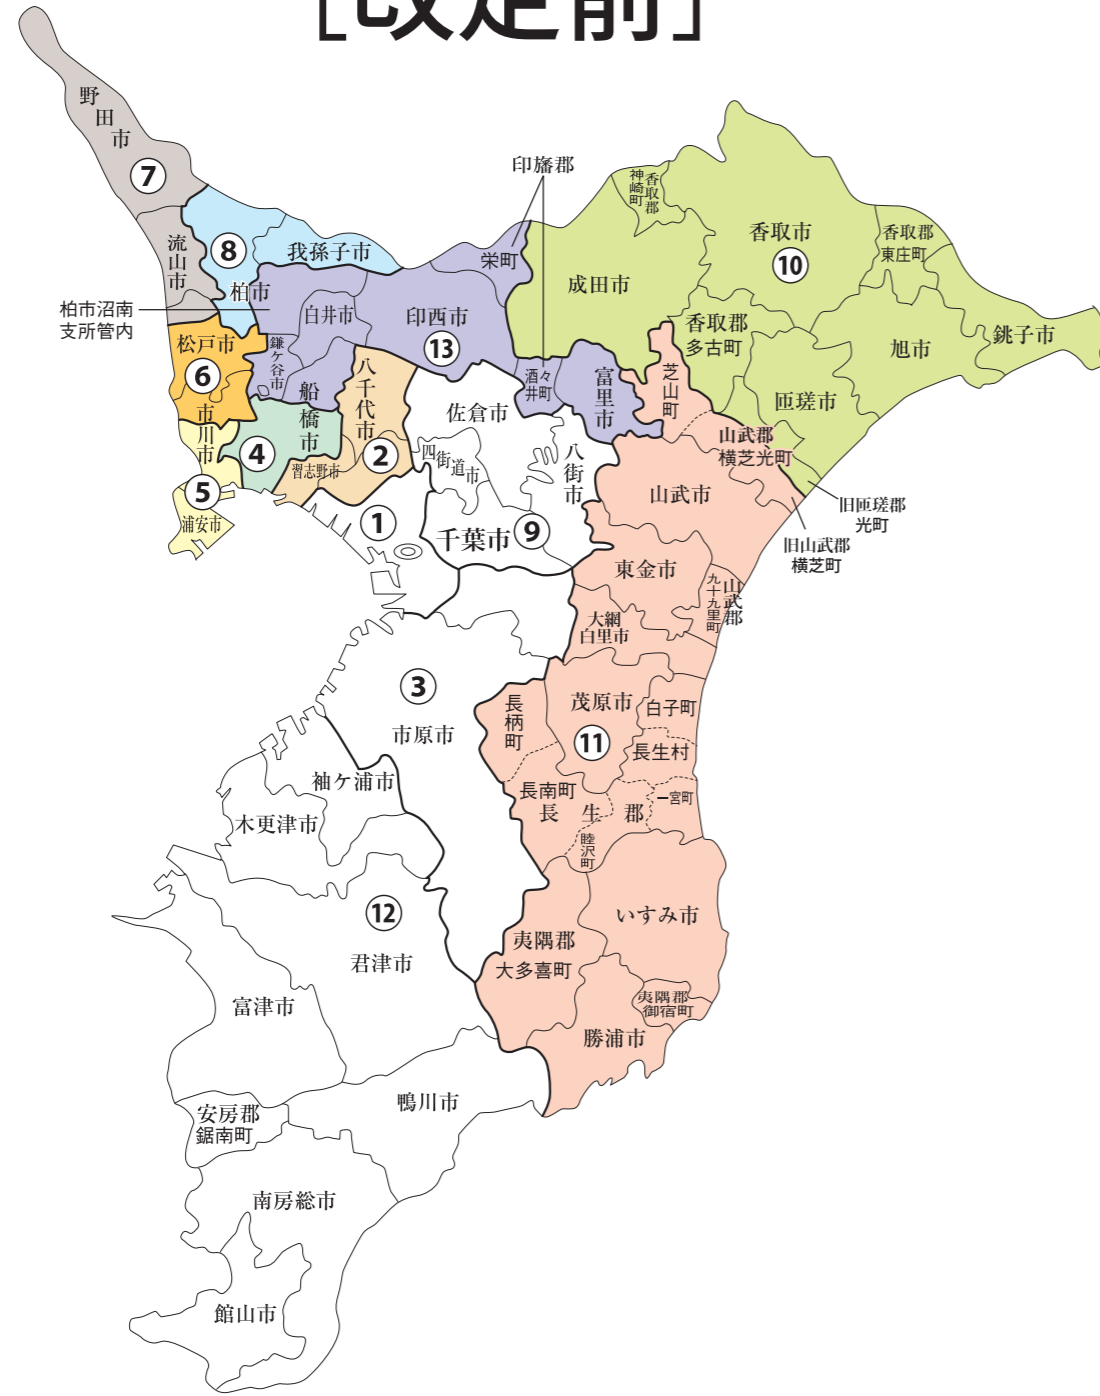 [改定前]
野田市
⑦
流山市
⑧
柏市
我孫子市
柏市沼南
支所管内
松戸市
⑥
市川市
⑤
浦安市
④
船橋市
鎌ケ谷市
白井市
印西市
⑬
栄町
印旛郡
酒々井町
富里市
八千代市
②
習志野市
①
佐倉市
四街道市
八街市
千葉市
⑨
成田市
香取郡
神崎町
香取市
⑩
香取郡
東庄町
香取郡
多古町
旭市
銚子市
匝瑳市
芝山町
山武郡
横芝光町
旧匝瑳郡
光町
旧山武郡
横芝町
山武市
東金市
山武郡
九十九里町
大網
白里市
③
市原市
長柄町
茂原市
⑪
白子町
長生村
長南町
長生郡
一宮町
睦沢町
袖ケ浦市
木更津市
いすみ市
⑫
君津市
夷隅郡
大多喜町
夷隅郡
御宿町
勝浦市
富津市
鴨川市
安房郡
鋸南町
南房総市
館山市